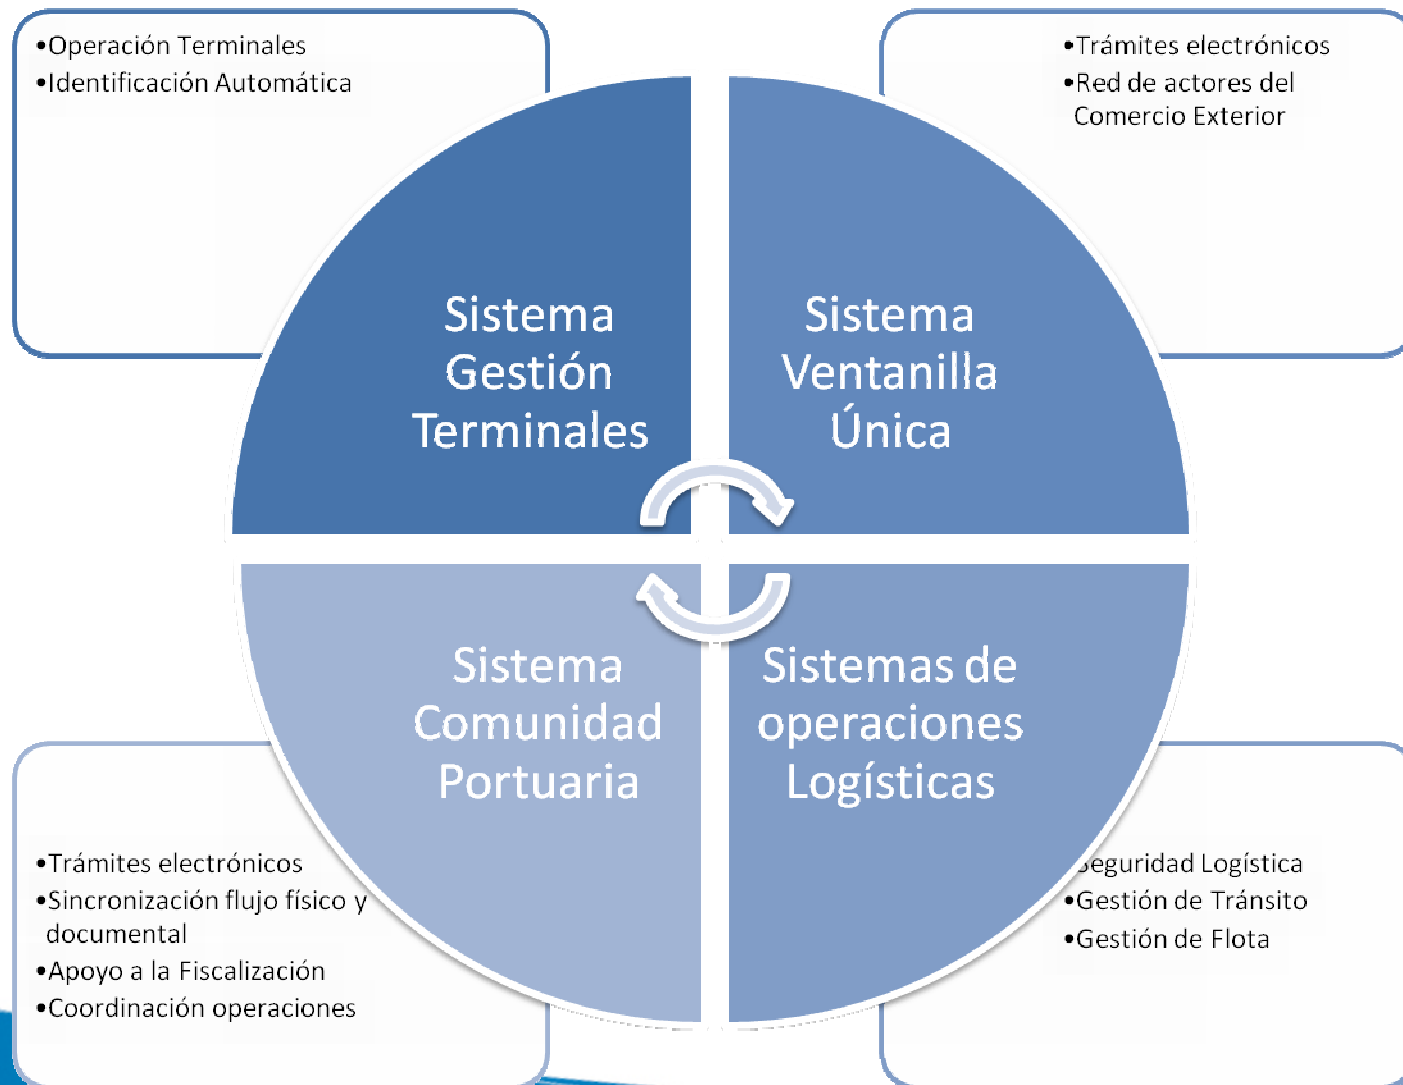 •Operación Terminales
•Identificación Automática
•Trámites electrónicos
•Red de actores del
Comercio Exterior
Sistema
Gestión
Terminales
Sistema
Ventanilla
Única
Sistema
Comunidad
Portuaria
Sistemas de
operaciones
Logísticas
•Trámites electrónicos
•Sincronización flujo físico y
documental
•Apoyo a la Fiscalización
•Coordinación operaciones
Seguridad Logística
•Gestión de Tránsito
•Gestión de Flota